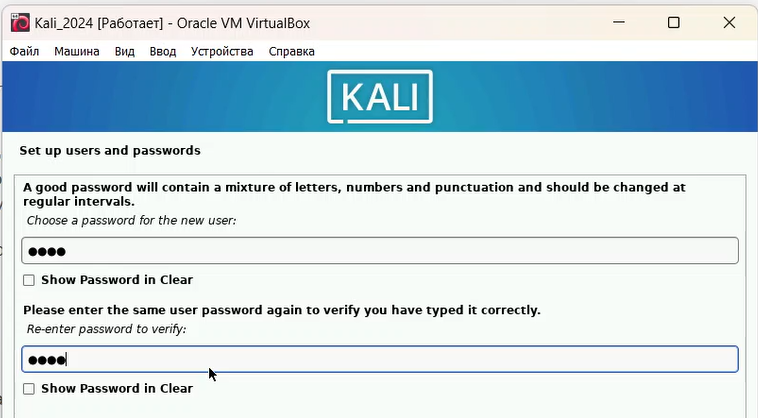 Kali_2024 [Работает] - Oracle VM VirtualBox
Файл Машина Вид Ввод Устройства Справка
KALI
Set up users and passwords
A good password will contain a mixture of letters, numbers and punctuation and should be changed at
regular intervals.
Choose a password for the new user:
●●●●
Show Password in Clear
Please enter the same user password again to verify you have typed it correctly.
Re-enter password to verify:
●●●●
Show Password in Clear